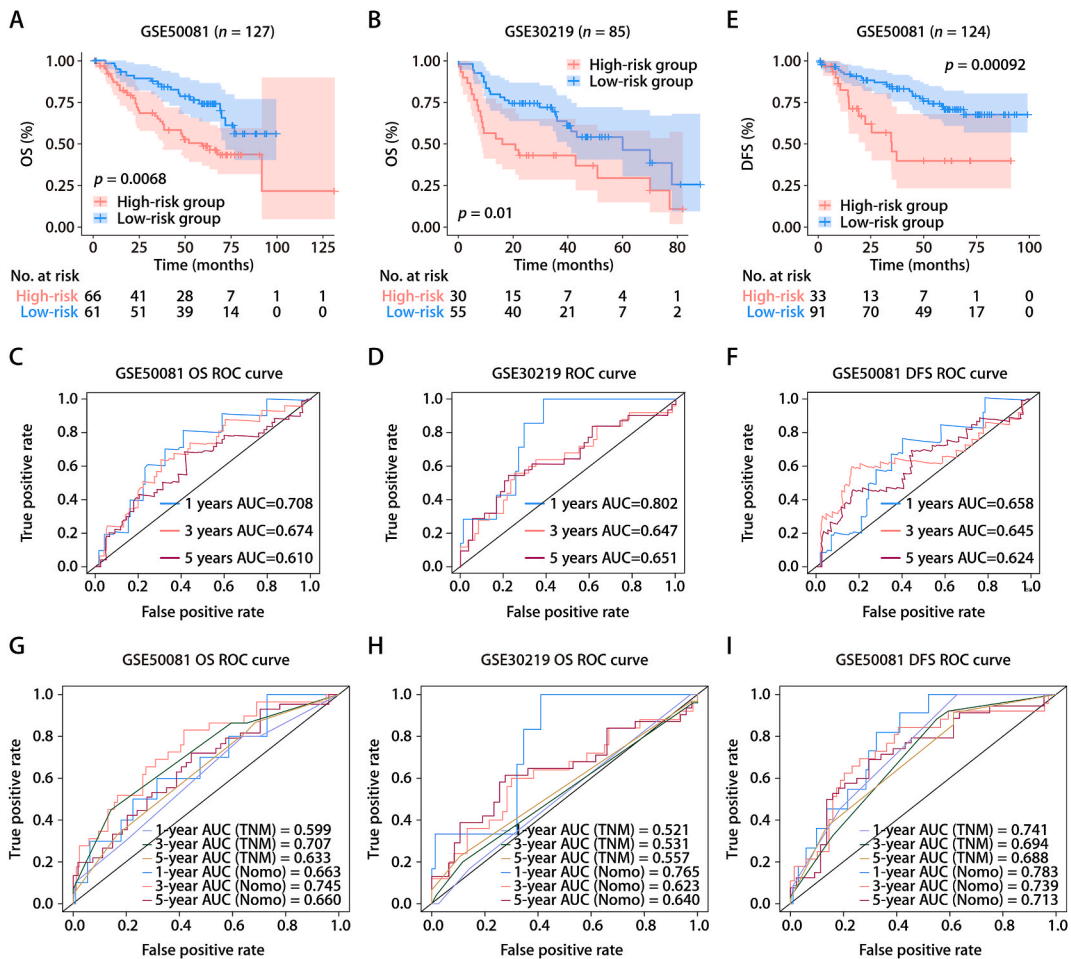 A
GSE50081 (n = 127)
1.00
0.75
0.50
0.25
0.00
OS (%)
p = 0.0068
High-risk group
Low-risk group
0 25 50 75 100 125
Time (months)
No. at risk
High-risk 66 41 28 7 1 1
Low-risk 61 51 39 14 0 0
B
GSE30219 (n = 85)
1.00
0.75
0.50
0.25
0.00
OS (%)
High-risk group
Low-risk group
p = 0.01
0 20 40 60 80
Time (months)
No. at risk
High-risk 30 15 7 4 1
Low-risk 55 40 21 7 2
E
GSE50081 (n = 124)
1.00
0.75
0.50
0.25
0.00
DFS (%)
p = 0.00092
High-risk group
Low-risk group
0 25 50 75 100
Time (months)
No. at risk
High-risk 33 13 7 1 0
Low-risk 91 70 49 17 0
C
GSE50081 OS ROC curve
1.0
0.8
0.6
0.4
0.2
0.0
True positive rate
1 years AUC=0.708
3 years AUC=0.674
5 years AUC=0.610
0.0 0.2 0.4 0.6 0.8 1.0
False positive rate
D
GSE30219 ROC curve
1.0
0.8
0.6
0.4
0.2
0.0
True positive rate
1 years AUC=0.802
3 years AUC=0.647
5 years AUC=0.651
0.0 0.2 0.4 0.6 0.8 1.0
False positive rate
F
GSE50081 DFS ROC curve
1.0
0.8
0.6
0.4
0.2
0.0
True positive rate
1 years AUC=0.658
3 years AUC=0.645
5 years AUC=0.624
0.0 0.2 0.4 0.6 0.8 1.0
False positive rate
G
GSE50081 OS ROC curve
1.0
0.8
0.6
0.4
0.2
0.0
True positive rate
1-year AUC (TNM) = 0.599
3-year AUC (TNM) = 0.707
5-year AUC (TNM) = 0.633
1-year AUC (Nomo) = 0.663
3-year AUC (Nomo) = 0.745
5-year AUC (Nomo) = 0.660
0.0 0.2 0.4 0.6 0.8 1.0
False positive rate
H
GSE30219 OS ROC curve
1.0
0.8
0.6
0.4
0.2
0.0
True positive rate
1-year AUC (TNM) = 0.521
3-year AUC (TNM) = 0.531
5-year AUC (TNM) = 0.557
1-year AUC (Nomo) = 0.765
3-year AUC (Nomo) = 0.623
5-year AUC (Nomo) = 0.640
0.0 0.2 0.4 0.6 0.8 1.0
False positive rate
I
GSE50081 DFS ROC curve
1.0
0.8
0.6
0.4
0.2
0.0
True positive rate
1-year AUC (TNM) = 0.741
3-year AUC (TNM) = 0.694
5-year AUC (TNM) = 0.688
1-year AUC (Nomo) = 0.783
3-year AUC (Nomo) = 0.739
5-year AUC (Nomo) = 0.713
0.0 0.2 0.4 0.6 0.8 1.0
False positive rate